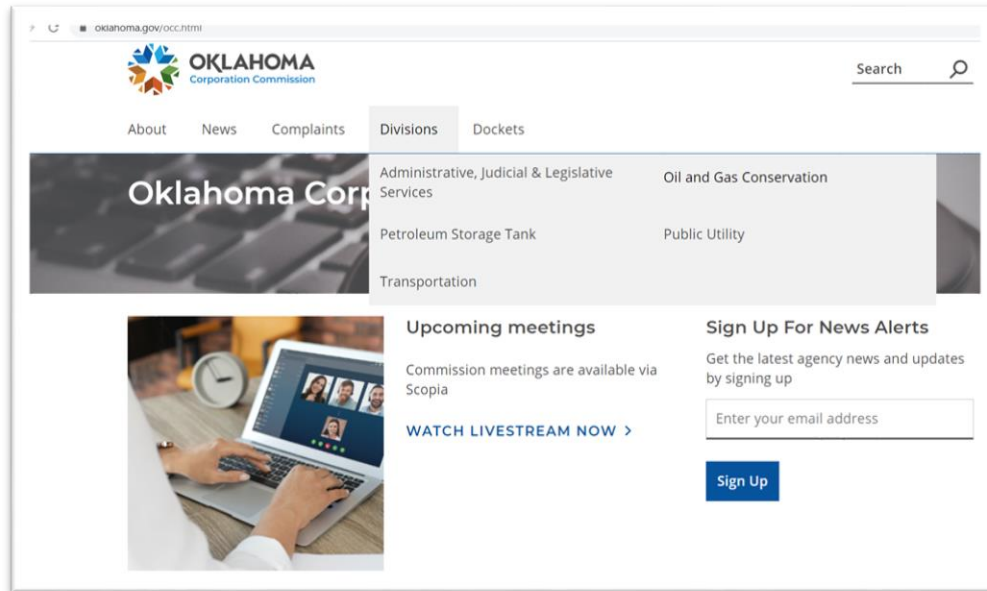 oklahoma.gov/occ.html
OKLAHOMA
Corporation Commission
Search
About News Complaints Divisions Dockets
Oklahoma
Administrative, Judicial & Legislative
Services
Oil and Gas Conservation
Petroleum Storage Tank
Public Utility
Transportation
Upcoming meetings
Commission meetings are available via
Scopia
WATCH LIVESTREAM NOW >
Sign Up For News Alerts
Get the latest agency news and updates
by signing up
Enter your email address
Sign Up